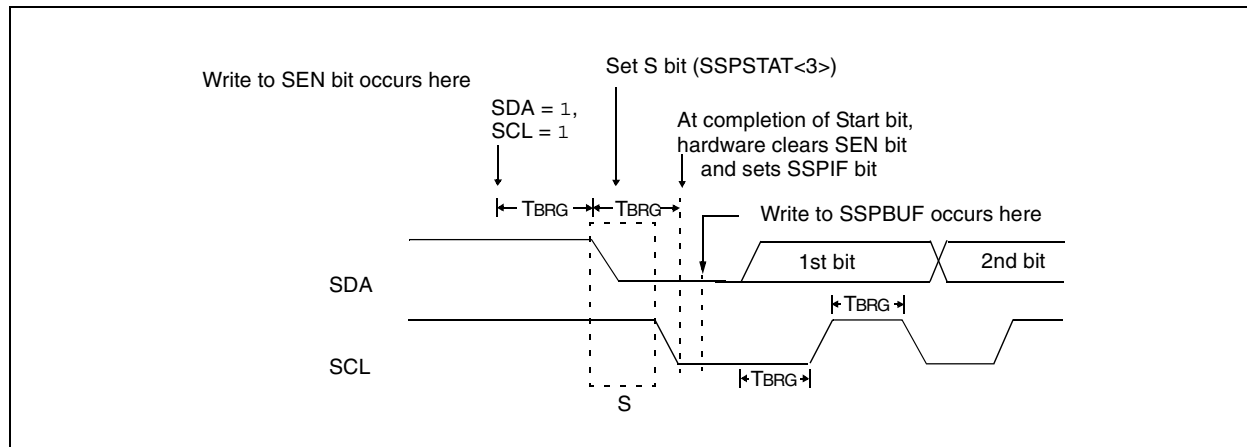 Write to SEN bit occurs here
Set S bit (SSPSTAT<3>)
SDA = 1,
SCL = 1
At completion of Start bit,
hardware clears SEN bit
and sets SSPIF bit
TBRG
TBRG
Write to SSPBUF occurs here
SDA
1st bit
2nd bit
TBRG
SCL
TBRG
S